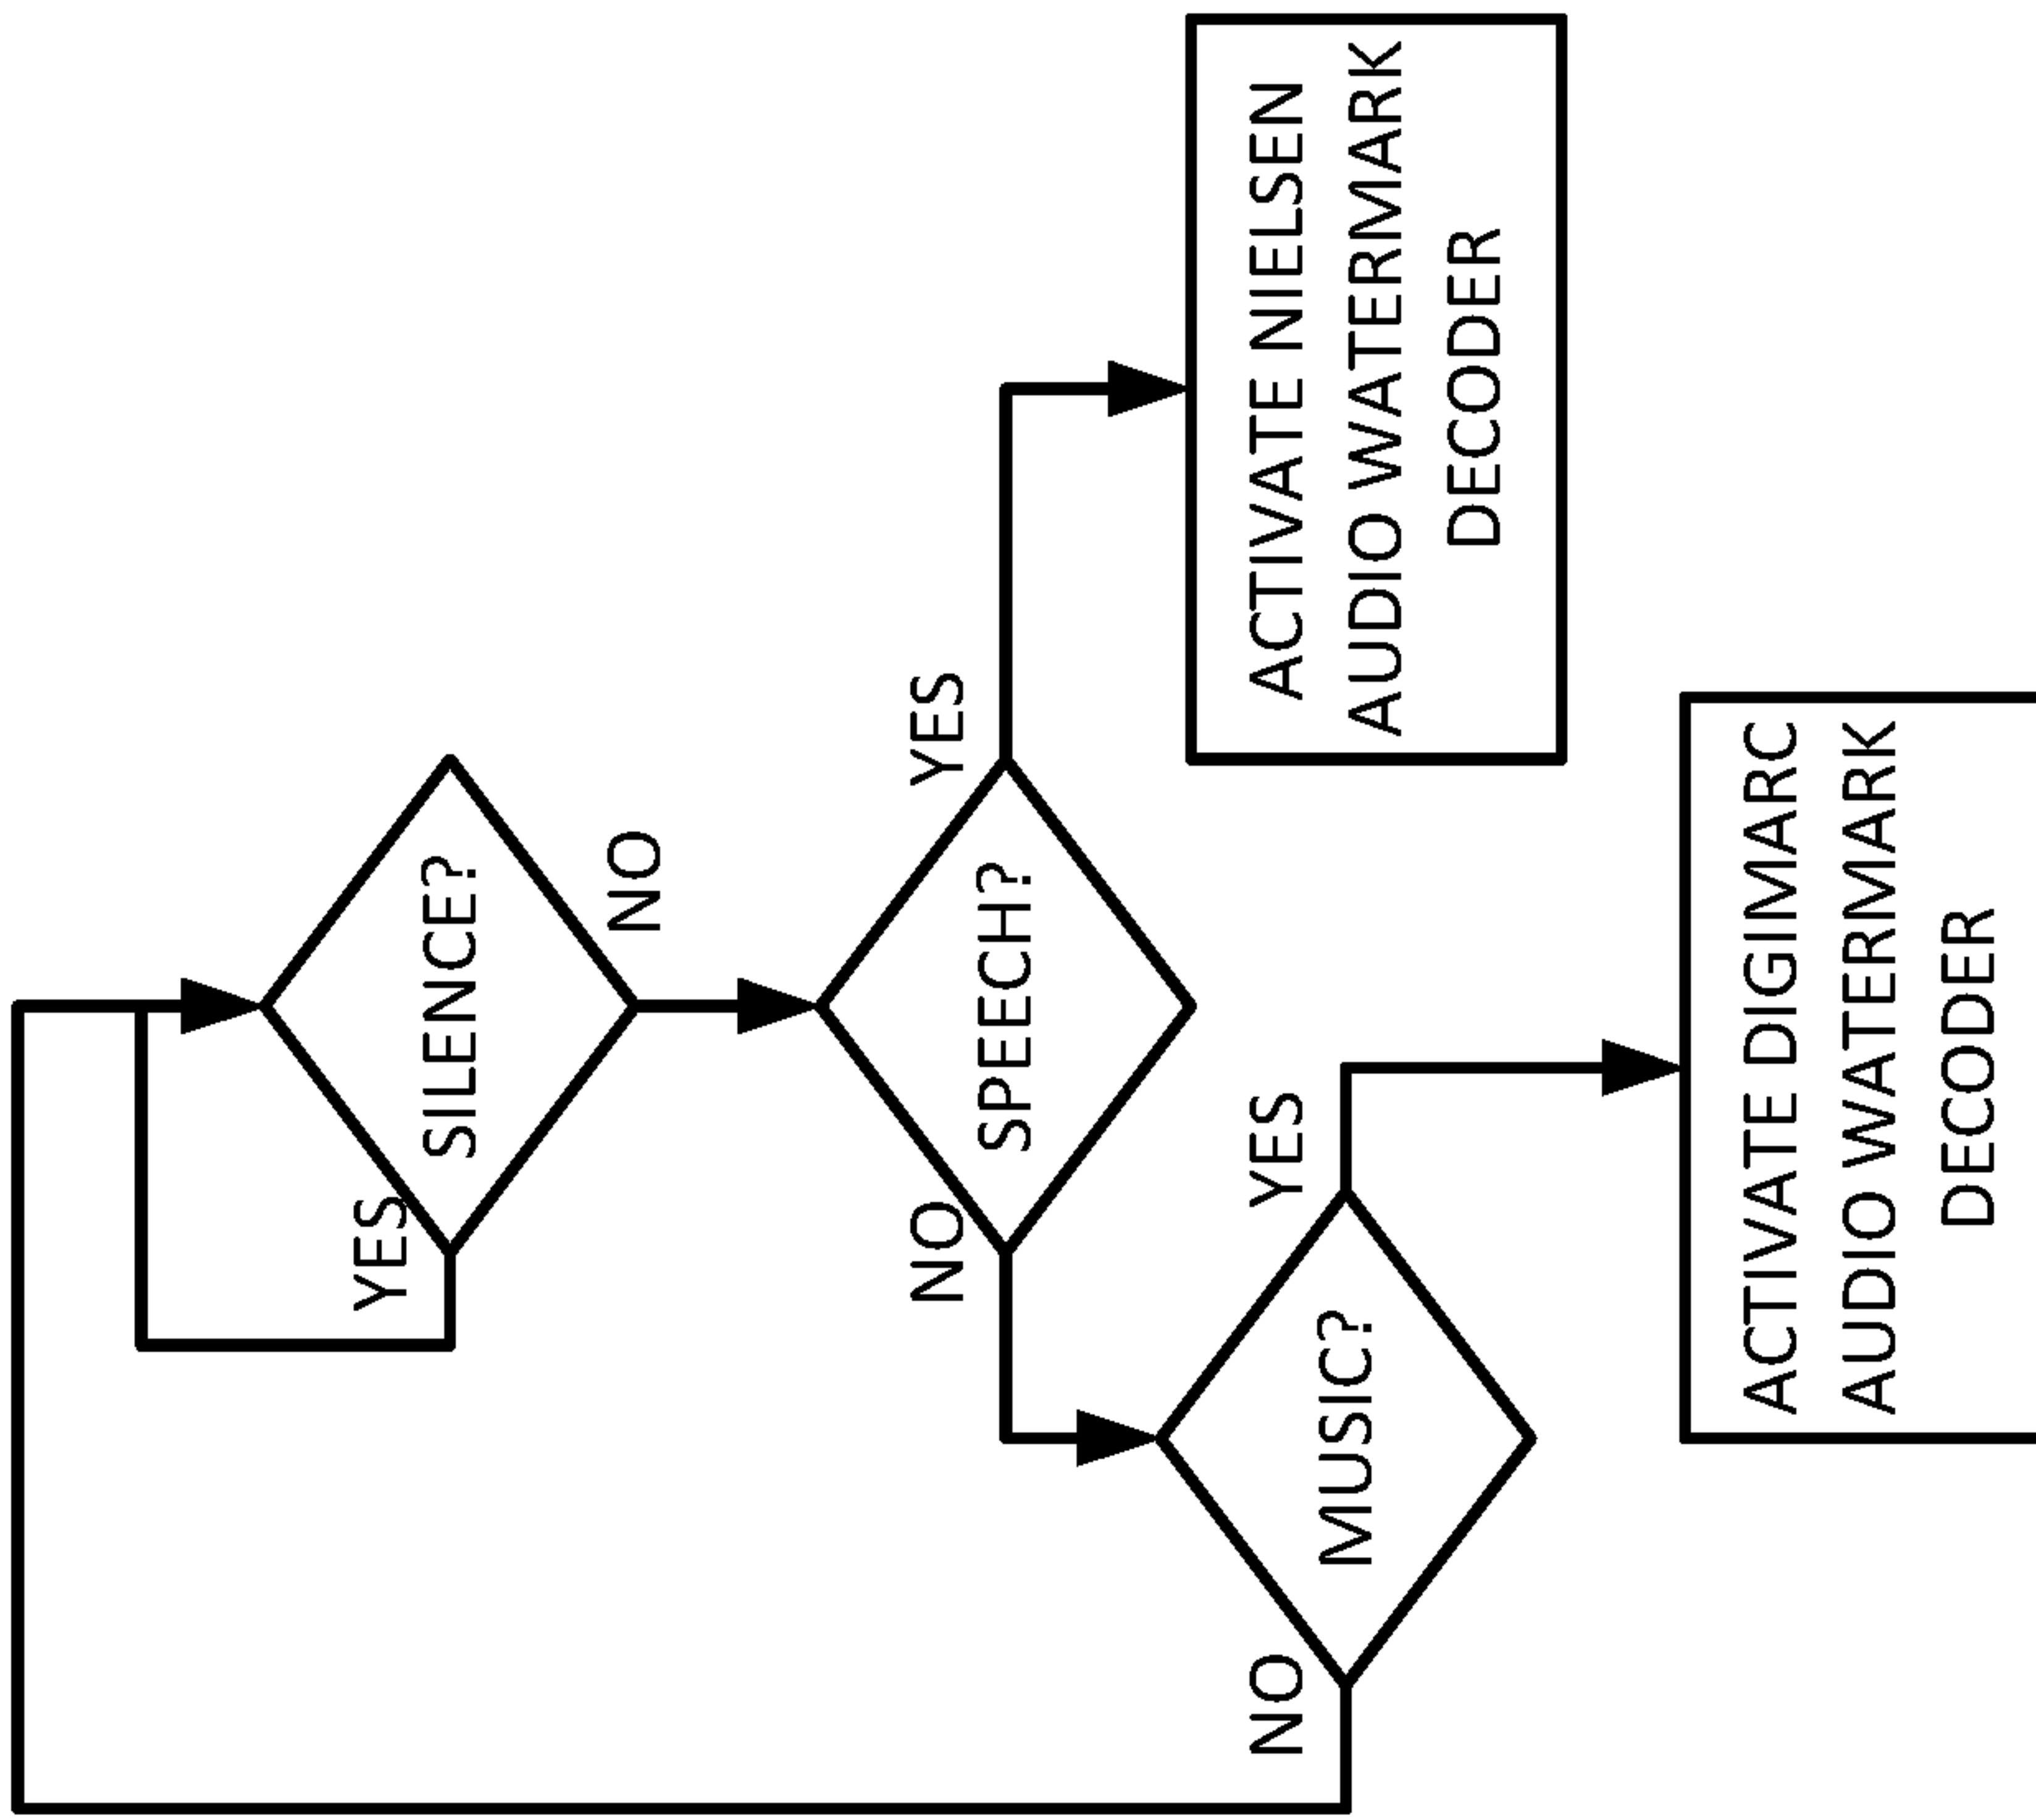 SILENCE?
YES
NO
SPEECH?
NO
YES
MUSIC?
NO
YES
ACTIVATE NIELSEN
AUDIO WATERMARK
DECODER
ACTIVATE DIGIMARC
AUDIO WATERMARK
DECODER